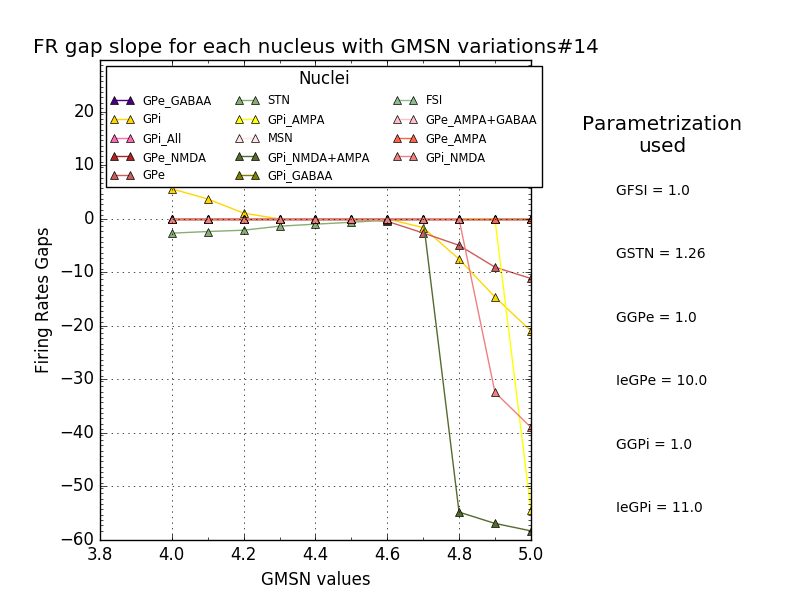 FR gap slope for each nucleus with GMSN variations#14
Nuclei
GPe_GABAA STN FSI
GPi GPi_AMPA GPe_AMPA+GABAA
GPi_All MSN GPe_AMPA
GPe_NMDA GPi_NMDA+AMPA GPi_NMDA
GPe GPi_GABAA
20
10
0
−10
−20
−30
−40
−50
−60
Firing Rates Gaps
3.8 4.0 4.2 4.4 4.6 4.8 5.0
GMSN values
Parametrization
used
GFSI = 1.0
GSTN = 1.26
GGPe = 1.0
IeGPe = 10.0
GGPi = 1.0
IeGPi = 11.0